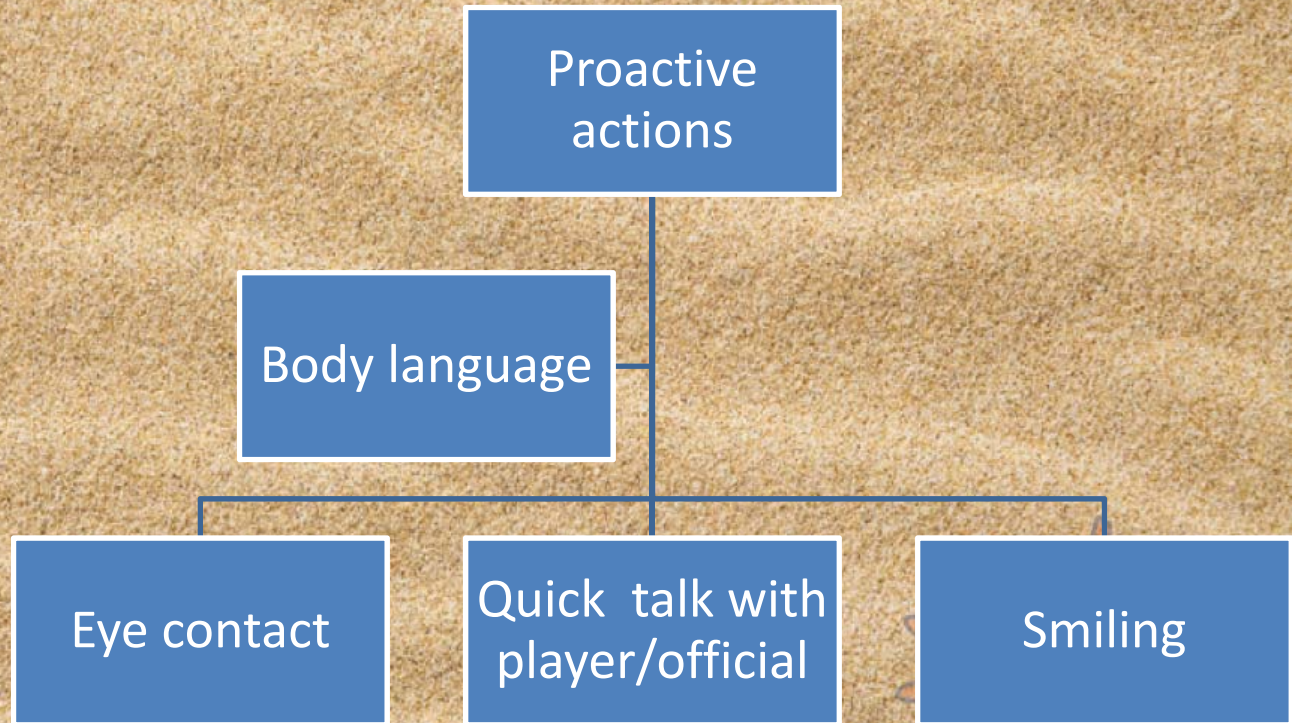 Proactive
actions
Body language
Eye contact
Quick  talk with
player/official
Smiling